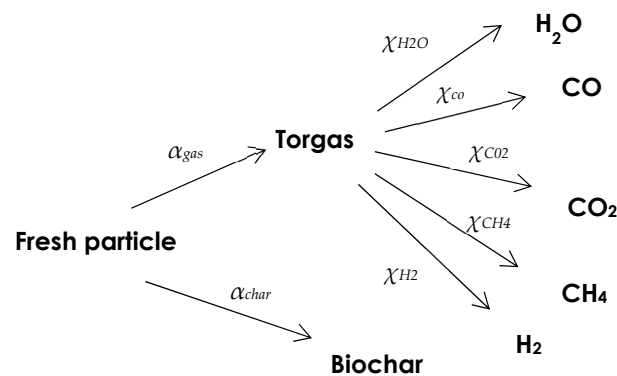 H₂O
χH2O
CO
χco
Torgas
αgas
χC02
CO₂
Fresh particle
χCH4
χH2
αchar
CH₄
H₂
Biochar